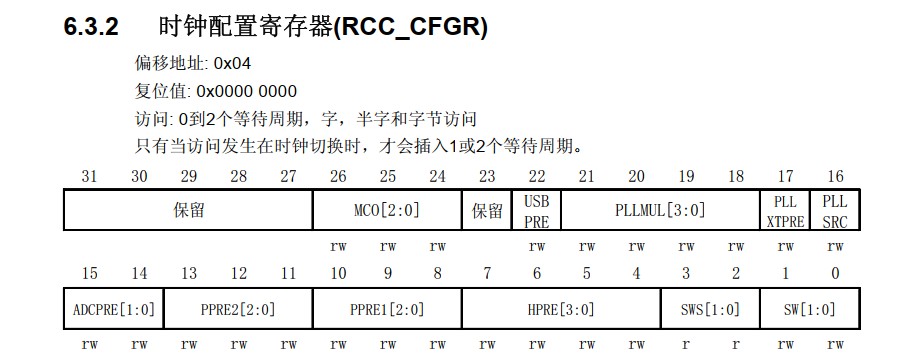 6.3.2 时钟配置寄存器(RCC_CFGR)
偏移地址: 0x04
复位值: 0x0000 0000
访问: 0到2个等待周期，字，半字和字节访问
只有当访问发生在时钟切换时，才会插入1或2个等待周期。
31 30 29 28 27 26 25 24 23 22 21 20 19 18 17 16
保留 MCO[2:0] 保留 USB PRE PLLMUL[3:0] PLL XTPRE PLL SRC
rw rw rw rw rw rw rw rw rw rw
15 14 13 12 11 10 9 8 7 6 5 4 3 2 1 0
ADCPRE[1:0] PPRE2[2:0] PPRE1[2:0] HPRE[3:0] SWS[1:0] SW[1:0]
rw rw rw rw rw rw rw rw rw rw rw rw r r rw rw